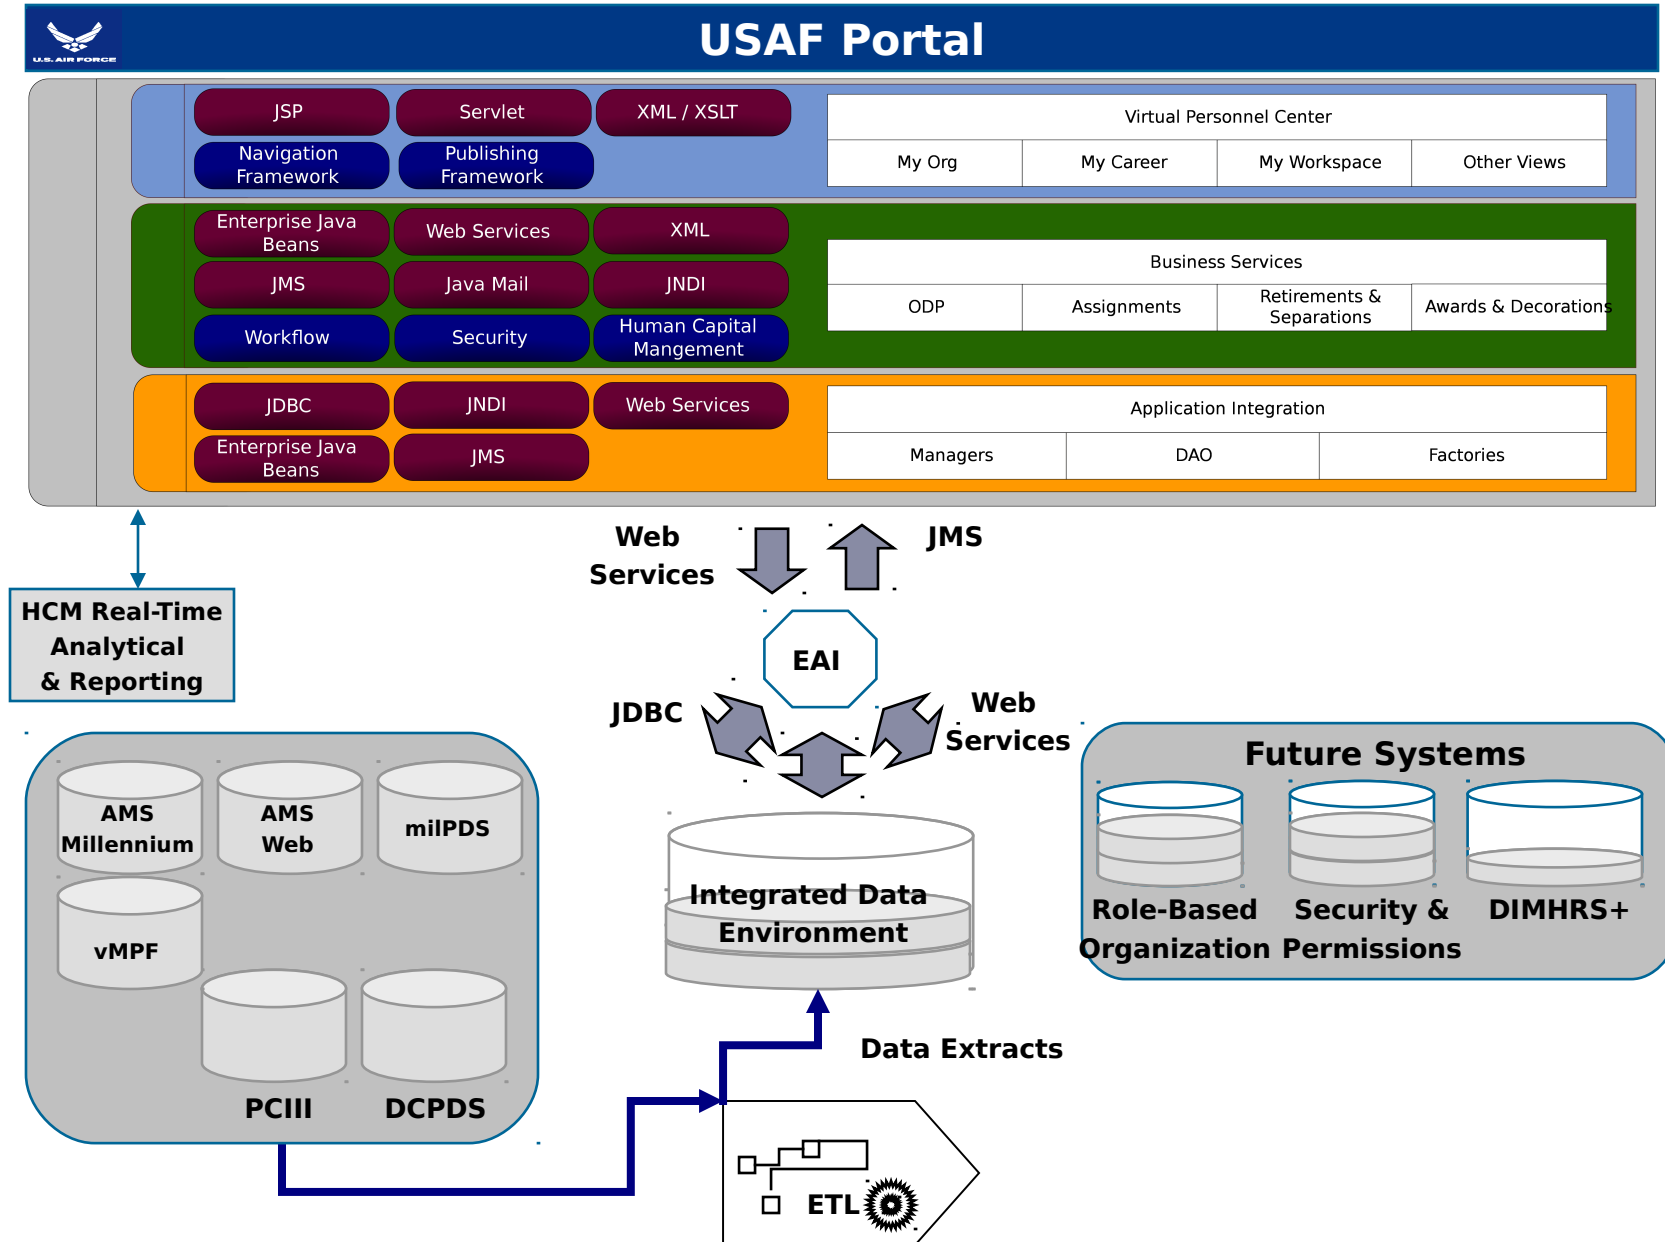 U.S. AIR FORCE
USAF Portal
JSP
Servlet
XML / XSLT
Navigation
Framework
Publishing
Framework
Virtual Personnel Center
My Org
My Career
My Workspace
Other Views
Enterprise Java
Beans
Web Services
XML
JMS
Java Mail
JNDI
Workflow
Security
Human Capital
Mangement
Business Services
ODP
Assignments
Retirements &
Separations
Awards & Decorations
JDBC
JNDI
Web Services
Enterprise Java
Beans
JMS
Application Integration
Managers
DAO
Factories
Web
Services
JMS
HCM Real-Time
Analytical
& Reporting
EAI
JDBC
Web
Services
AMS
Millennium
AMS
Web
milPDS
vMPF
PCIII
DCPDS
Integrated Data
Environment
Future Systems
Role-Based
Organization
Security &
Permissions
DIMHRS+
Data Extracts
ETL